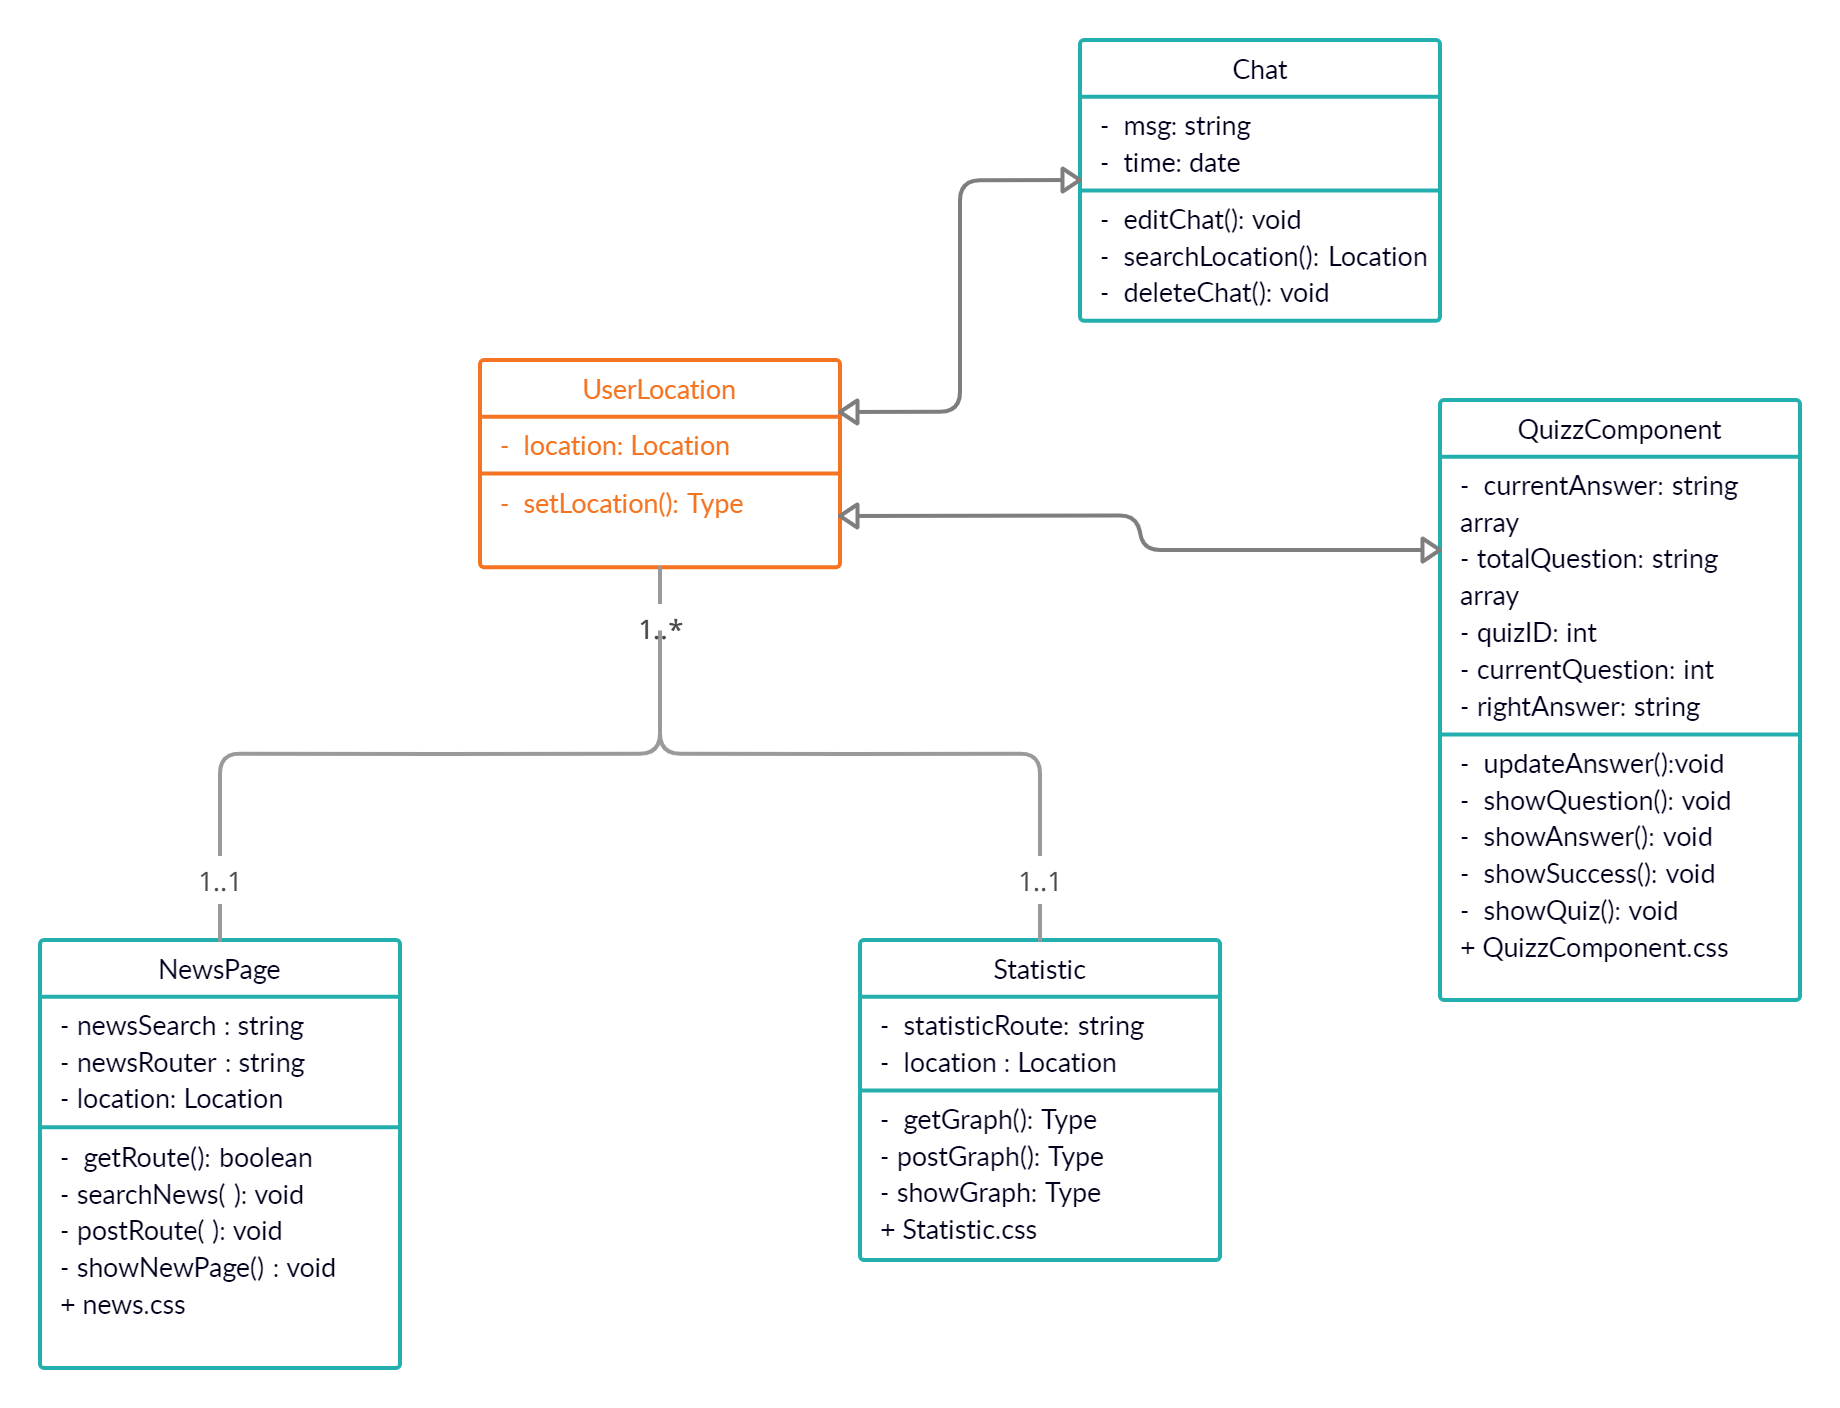 Chat
- msg: string
- time: date
- editChat(): void
- searchLocation(): Location
- deleteChat(): void
UserLocation
- location: Location
- setLocation(): Type
1..*
QuizzComponent
- currentAnswer: string
array
- totalQuestion: string
array
- quizID: int
- currentQuestion: int
- rightAnswer: string
- updateAnswer():void
- showQuestion(): void
- showAnswer(): void
- showSuccess(): void
- showQuiz(): void
+ QuizzComponent.css
1..1
NewsPage
- newsSearch : string
- newsRouter : string
- location: Location
- getRoute(): boolean
- searchNews( ): void
- postRoute( ): void
- showNewPage() : void
+ news.css
1..1
Statistic
- statisticRoute: string
- location : Location
- getGraph(): Type
- postGraph(): Type
- showGraph: Type
+ Statistic.css